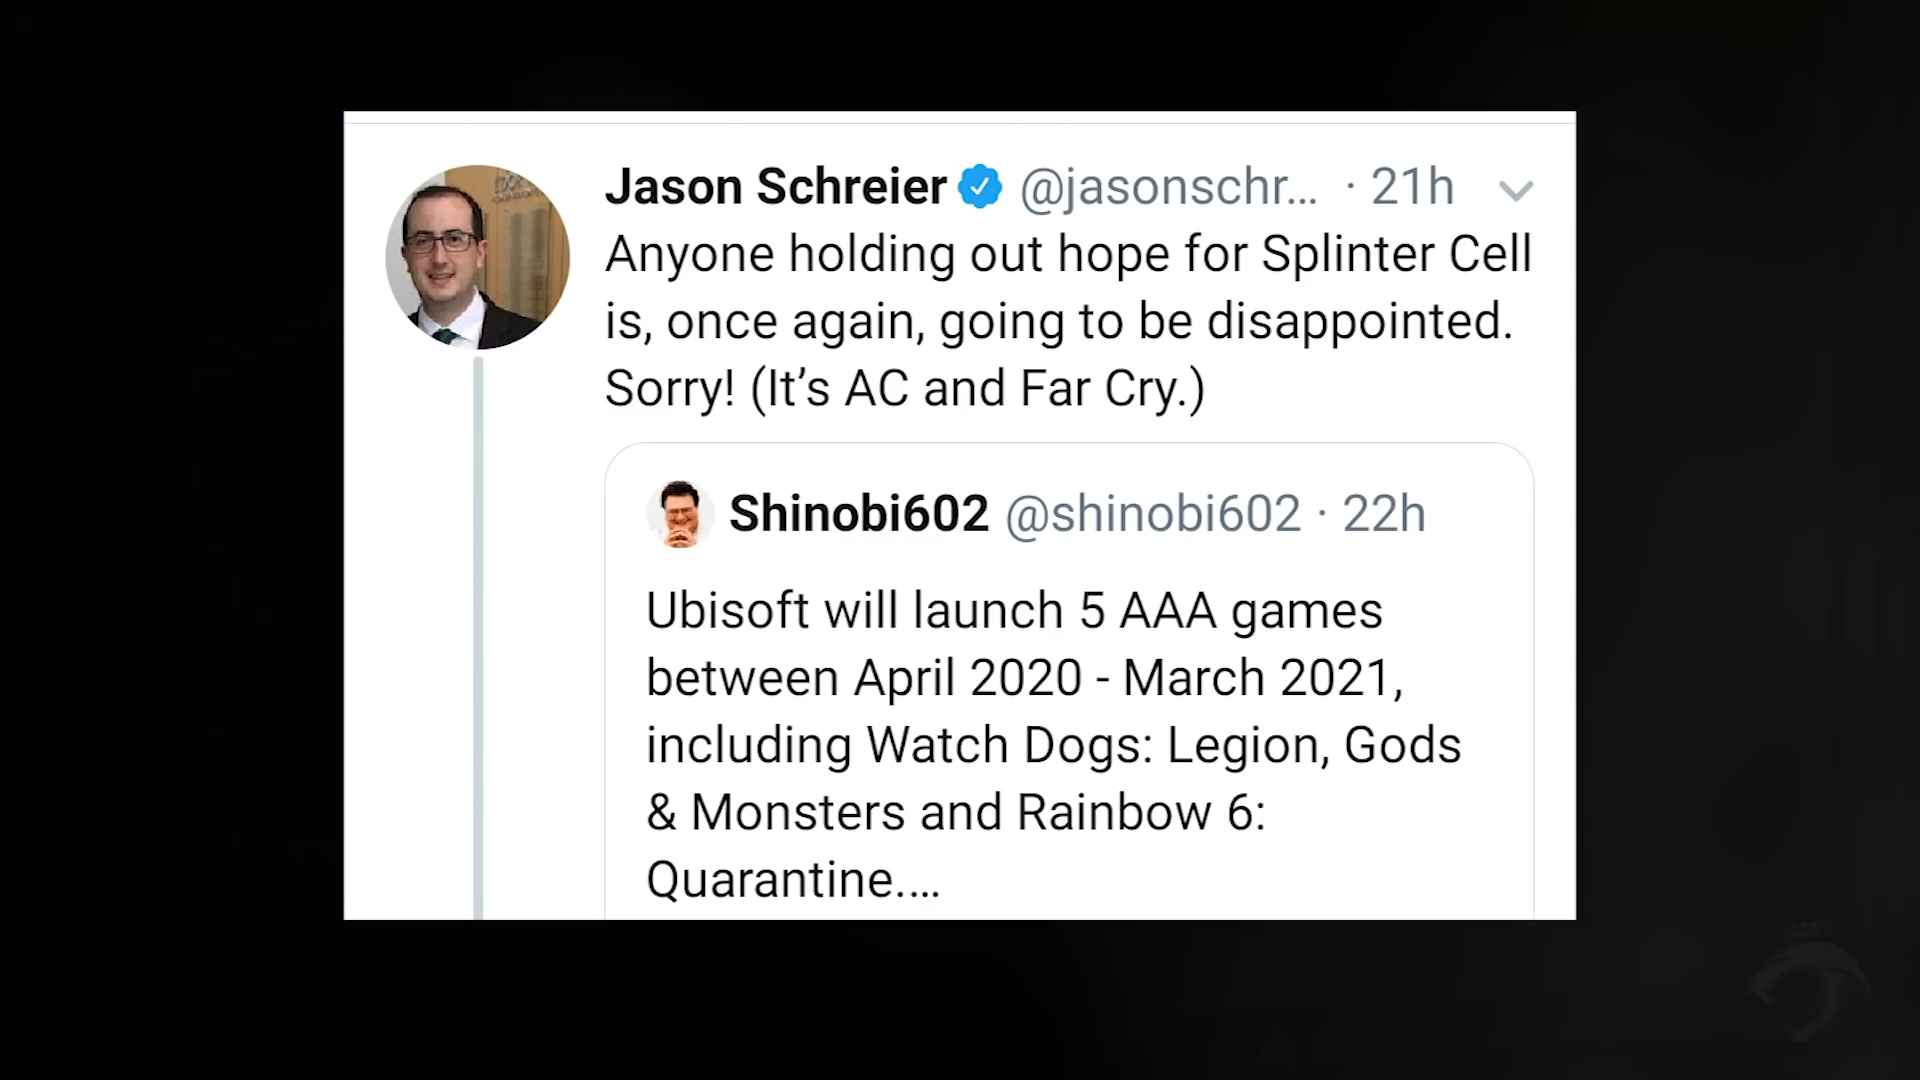 Jason Schreier @jasonschr... · 21h
Anyone holding out hope for Splinter Cell
is, once again, going to be disappointed.
Sorry! (It’s AC and Far Cry.)
Shinobi602 @shinobi602 · 22h
Ubisoft will launch 5 AAA games
between April 2020 - March 2021,
including Watch Dogs: Legion, Gods
& Monsters and Rainbow 6:
Quarantine....